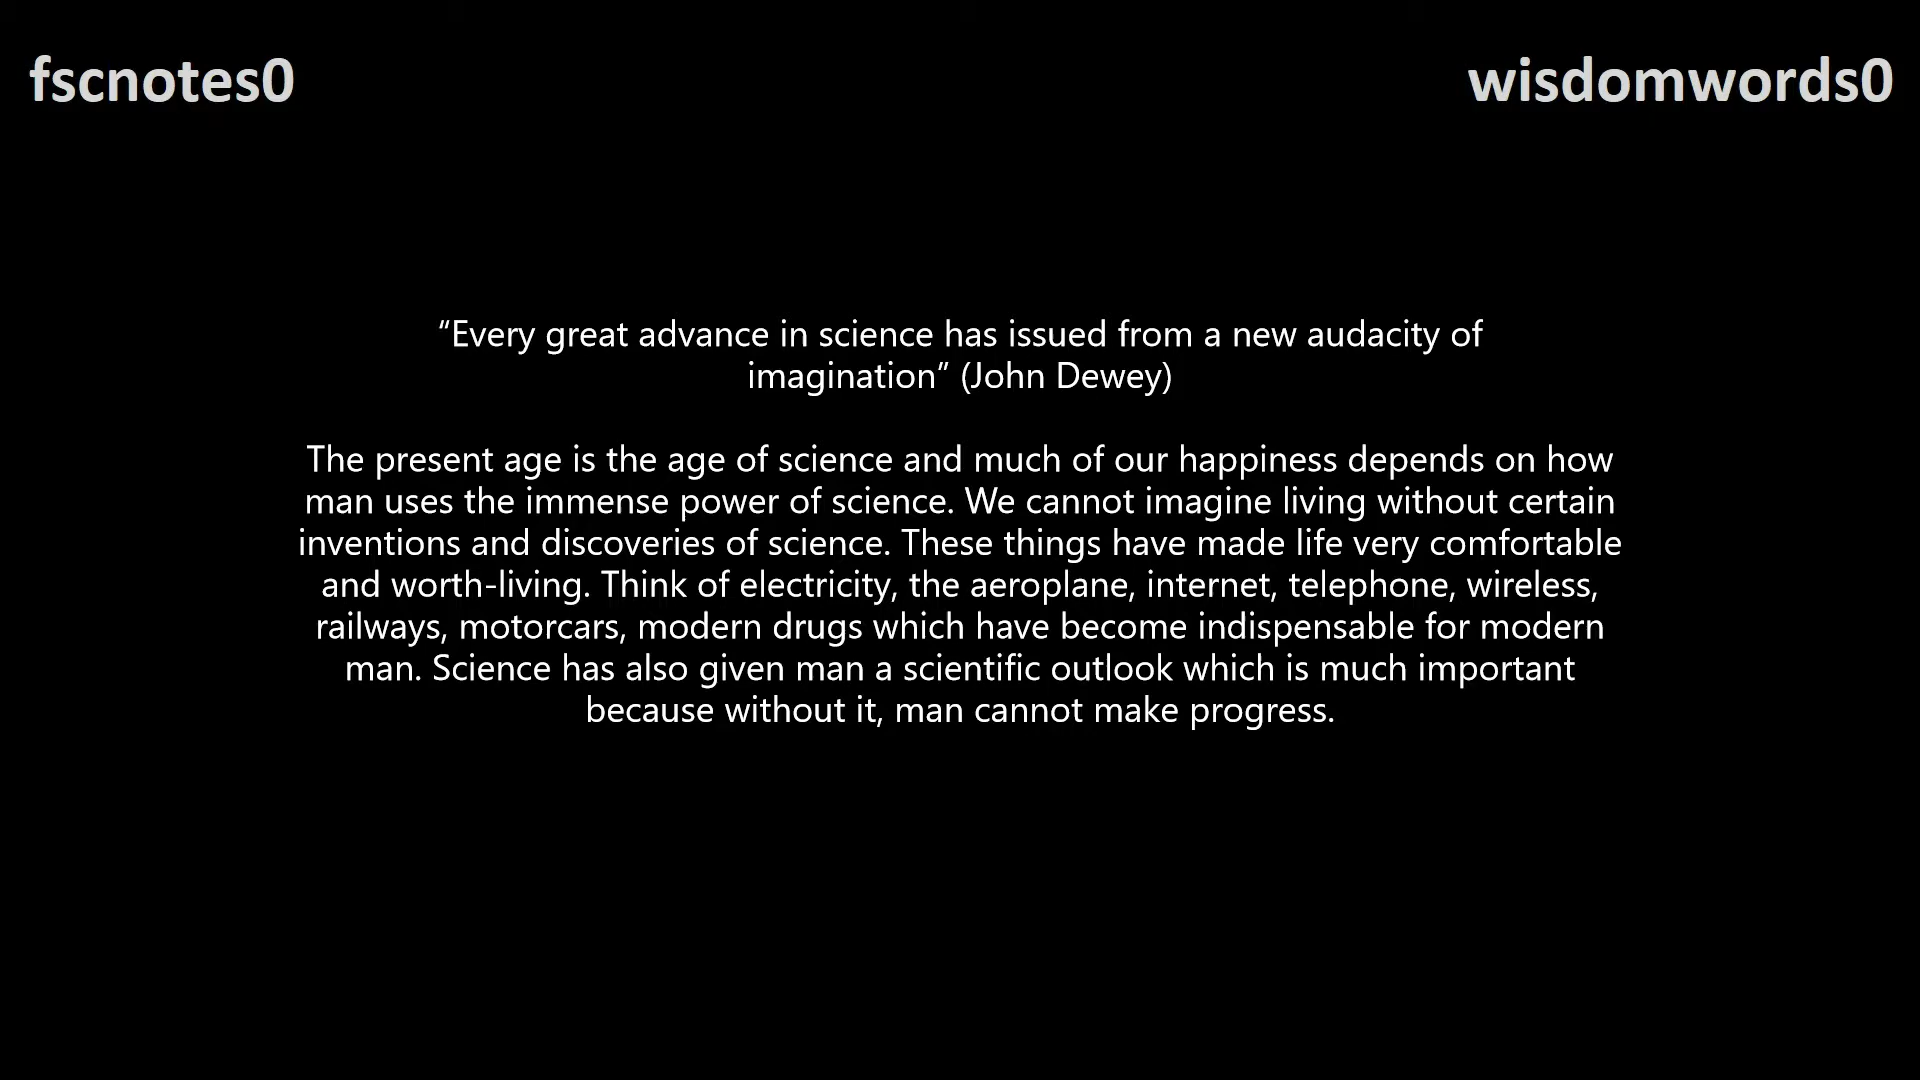 fscnotes0
wisdomwords0
“Every great advance in science has issued from a new audacity of
imagination” (John Dewey)
The present age is the age of science and much of our happiness depends on how
man uses the immense power of science. We cannot imagine living without certain
inventions and discoveries of science. These things have made life very comfortable
and worth-living. Think of electricity, the aeroplane, internet, telephone, wireless,
railways, motorcars, modern drugs which have become indispensable for modern
man. Science has also given man a scientific outlook which is much important
because without it, man cannot make progress.